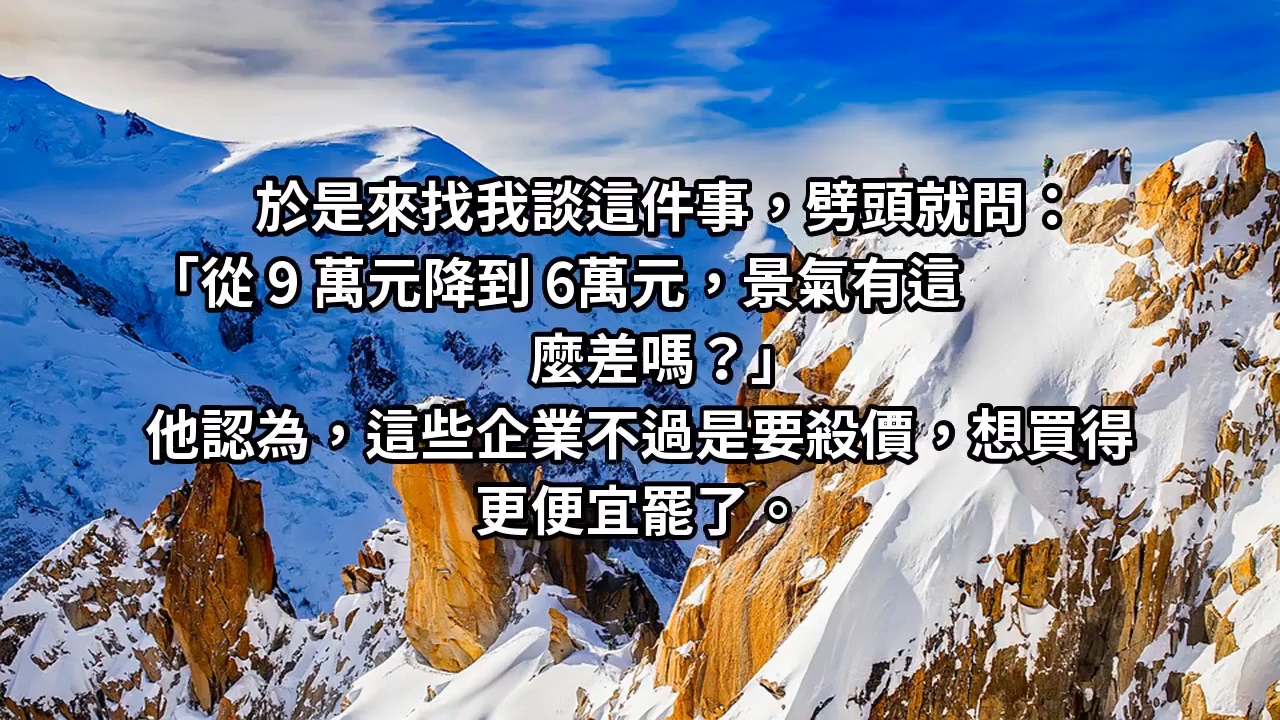 於是來找我談這件事，劈頭就問：
「從 9 萬元降到 6萬元，景氣有這
麼差嗎？」
他認為，這些企業不過是要殺價，想買得
更便宜罷了。